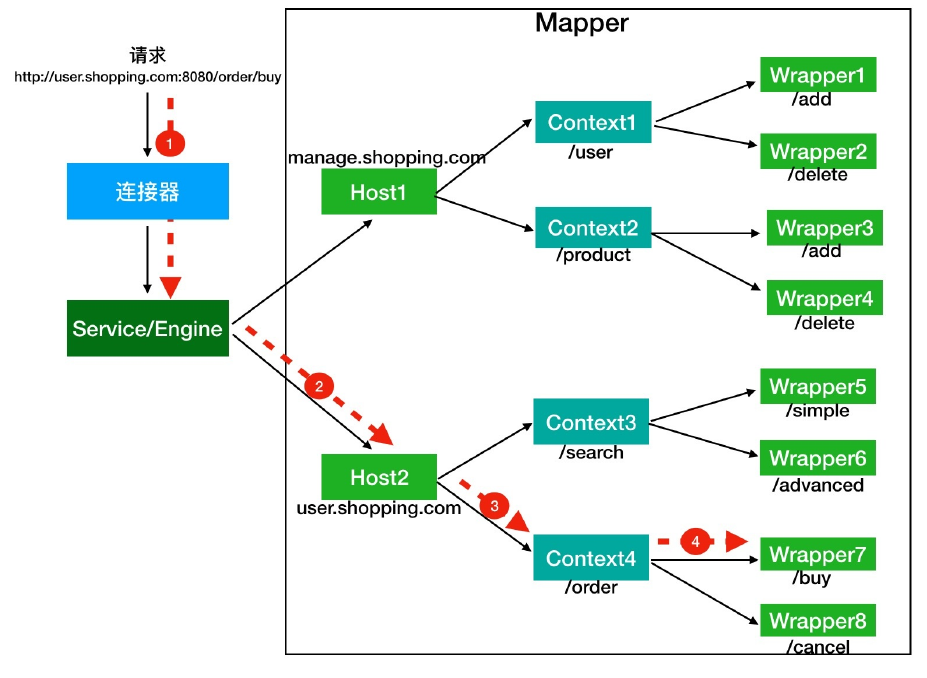 Mapper
请求
http://user.shopping.com:8080/order/buy
1
连接器
Service/Engine
2
manage.shopping.com
Host1
Context1
/user
Wrapper1
/add
Wrapper2
/delete
Context2
/product
Wrapper3
/add
Wrapper4
/delete
Host2
user.shopping.com
3
Context3
/search
Wrapper5
/simple
Wrapper6
/advanced
Context4
/order
4
Wrapper7
/buy
Wrapper8
/cancel